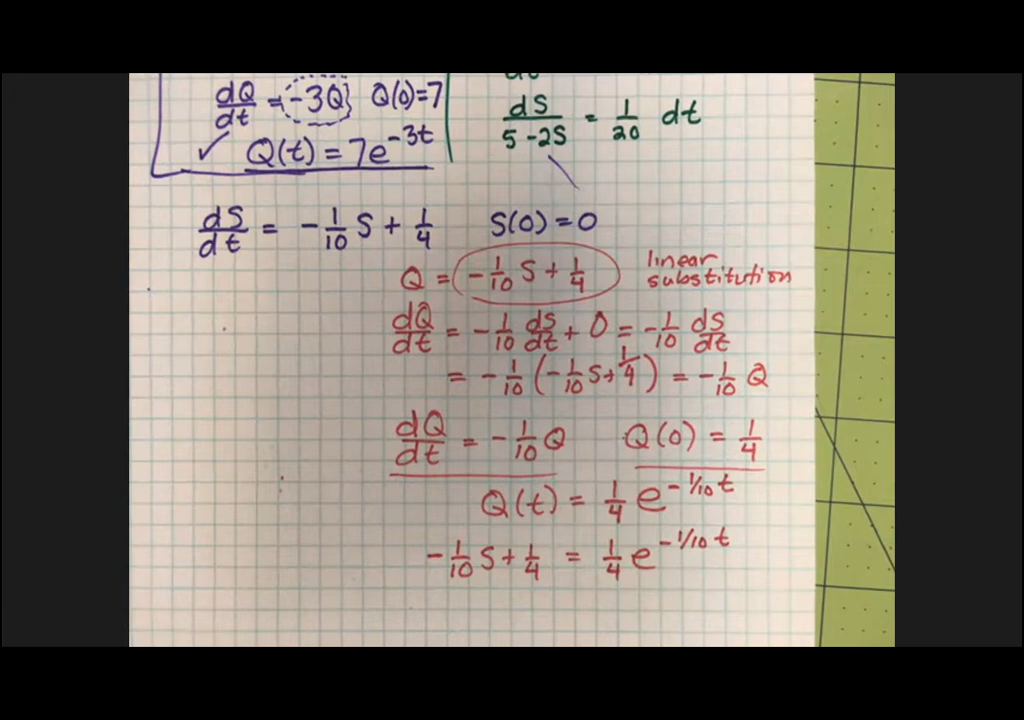 dQ/dt = -3Q Q(0)=7
✓ Q(t) = 7e^-3t
dS/5-2S = 1/20 dt
dS/dt = -1/10 S + 1/4 S(0) = 0
Q = -1/10 S + 1/4 linear substitution
dQ/dt = -1/10 ds/dt + 0 = -1/10 ds/dt
= -1/10 (-1/10 S + 1/4) = -1/10 Q
dQ/dt = -1/10 Q Q(0) = 1/4
Q(t) = 1/4 e^-1/10 t
-1/10 S + 1/4 = 1/4 e^-1/10 t